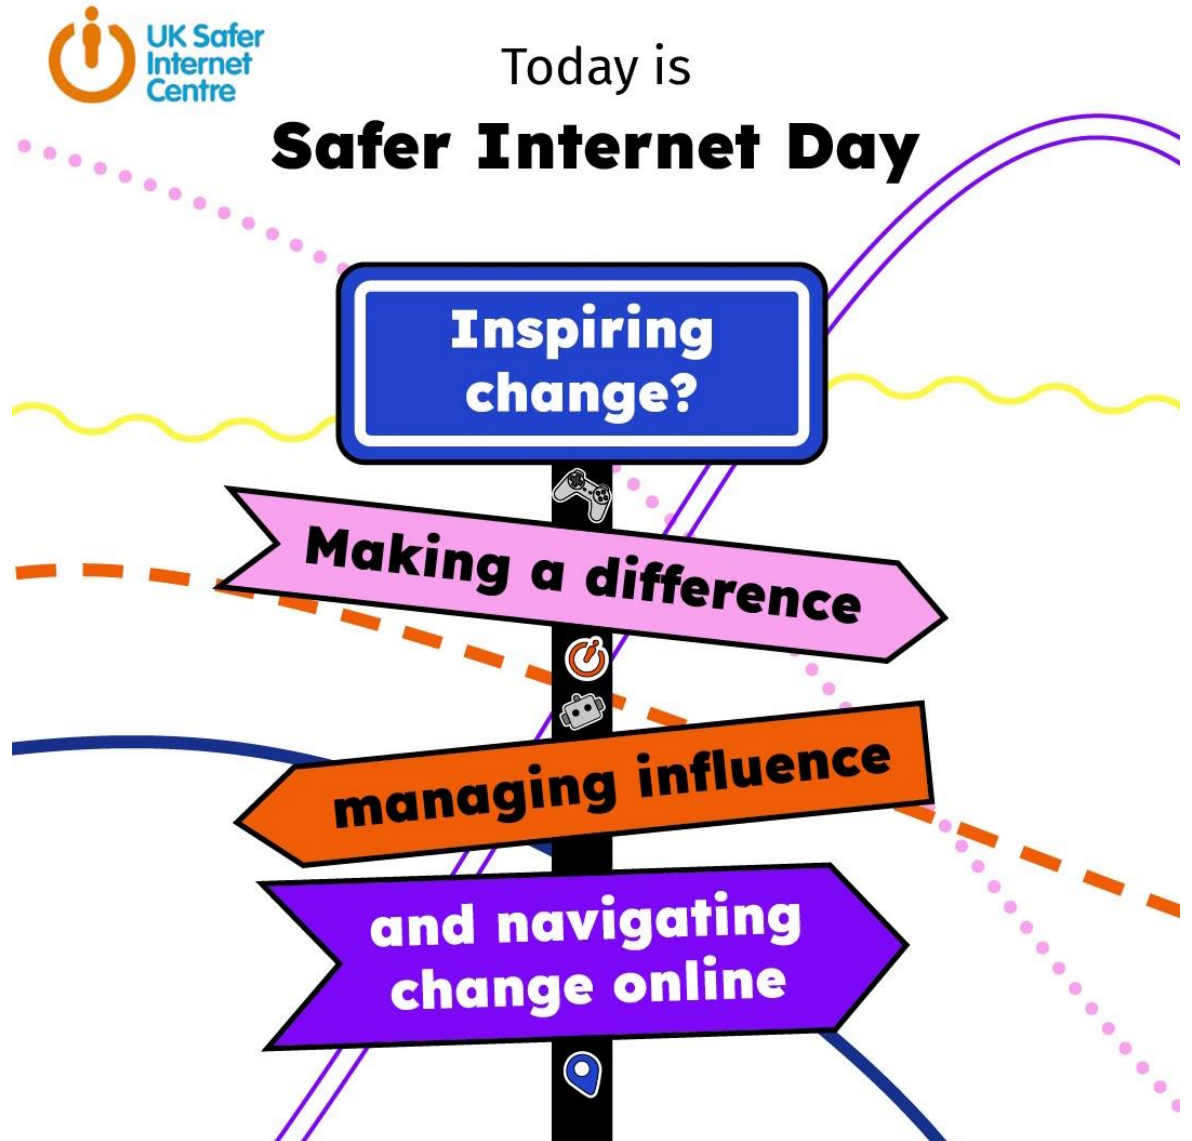 UK Safer
Internet
Centre
Today is
Safer Internet Day
Inspiring
change?
Making a difference
managing influence
and navigating
change online